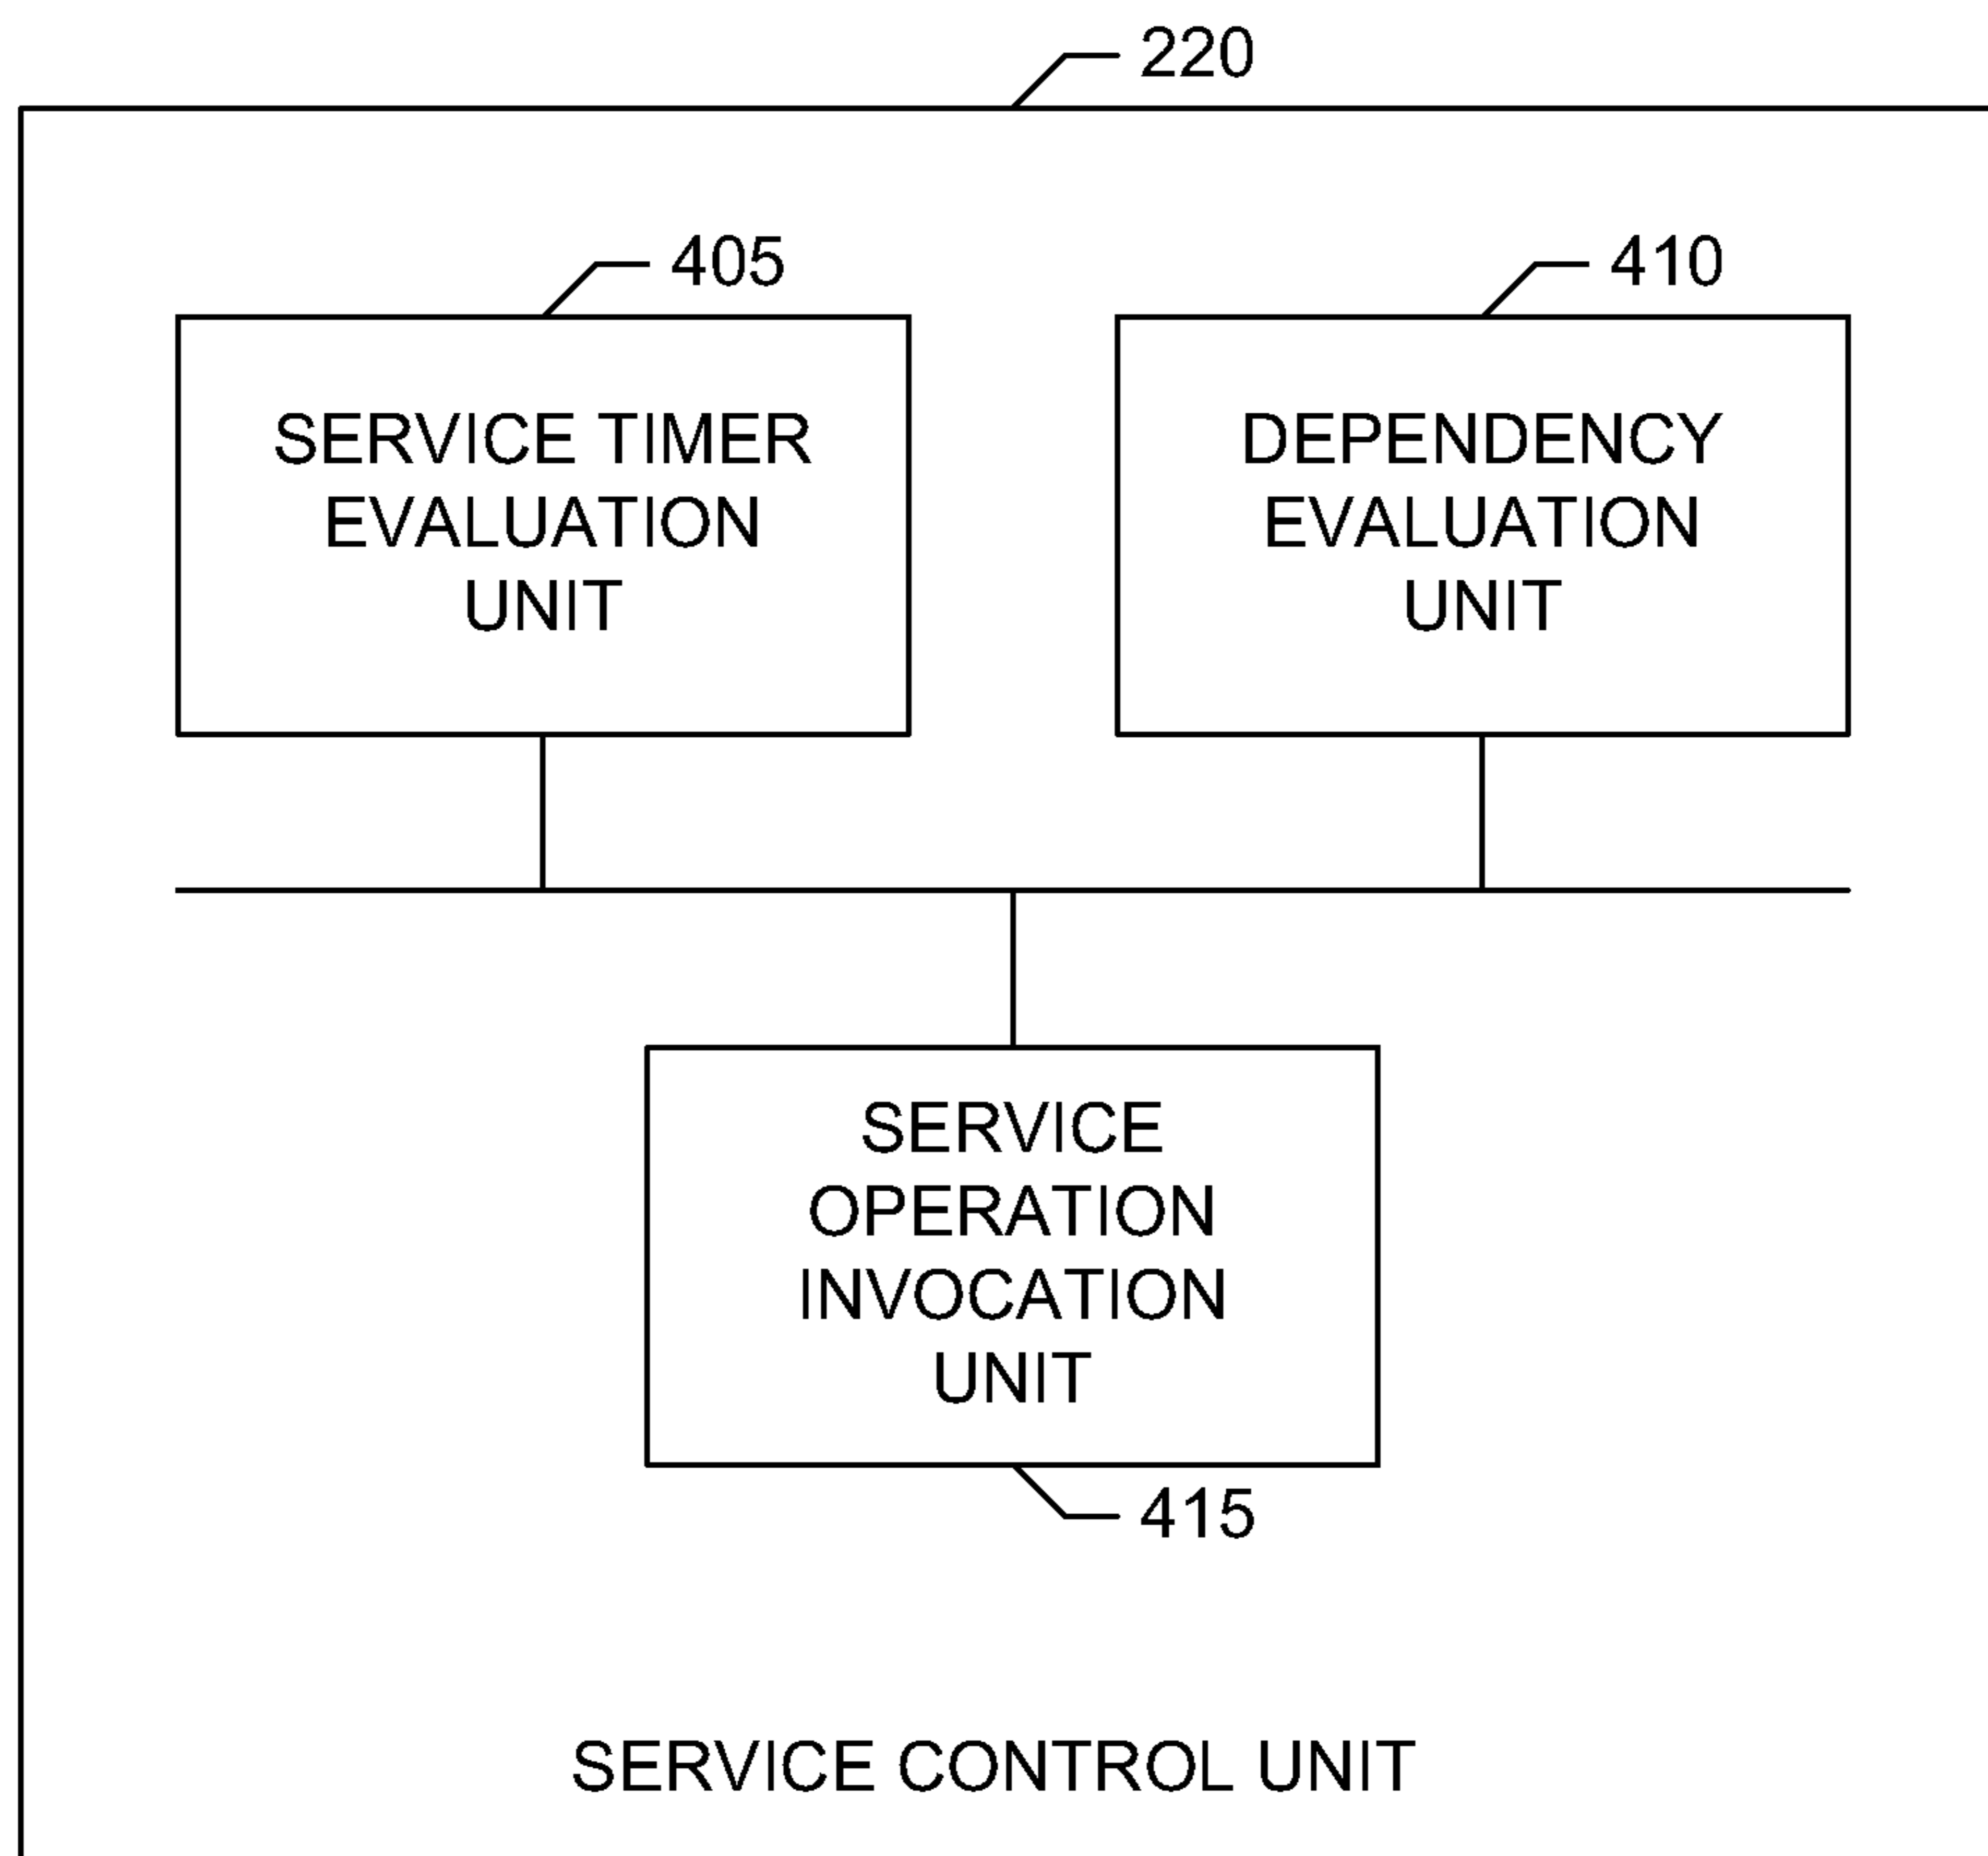 220
405
410
SERVICE TIMER
EVALUATION
UNIT
DEPENDENCY
EVALUATION
UNIT
SERVICE
OPERATION
INVOCATION
UNIT
415
SERVICE CONTROL UNIT